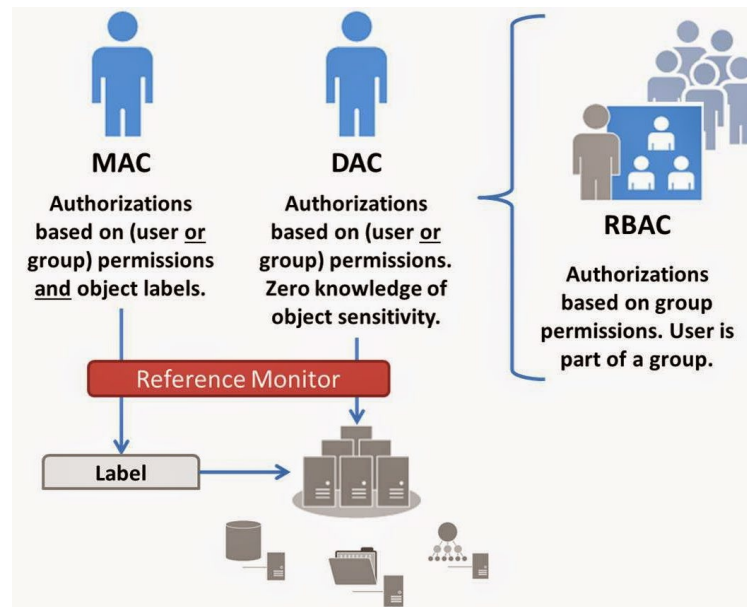 MAC
Authorizations
based on (user or
group) permissions
and object labels.
DAC
Authorizations
based on (user or
group) permissions.
Zero knowledge of
object sensitivity.
RBAC
Authorizations
based on group
permissions. User is
part of a group.
Reference Monitor
Label